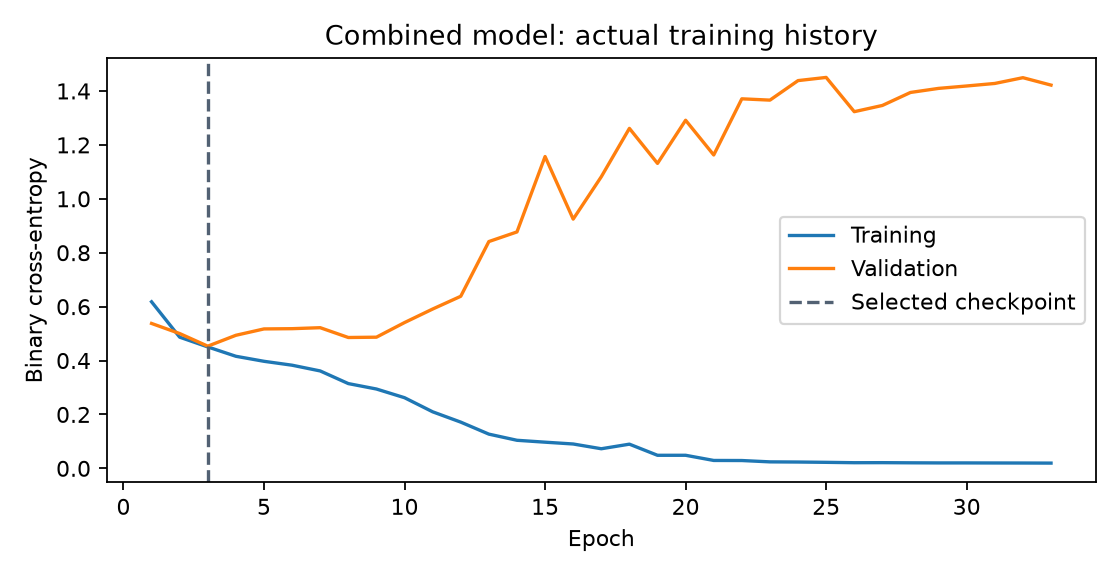 Combined model: actual training history
Binary cross-entropy
1.4
1.2
1.0
0.8
0.6
0.4
0.2
0.0
Training
Validation
Selected checkpoint
0 5 10 15 20 25 30
Epoch